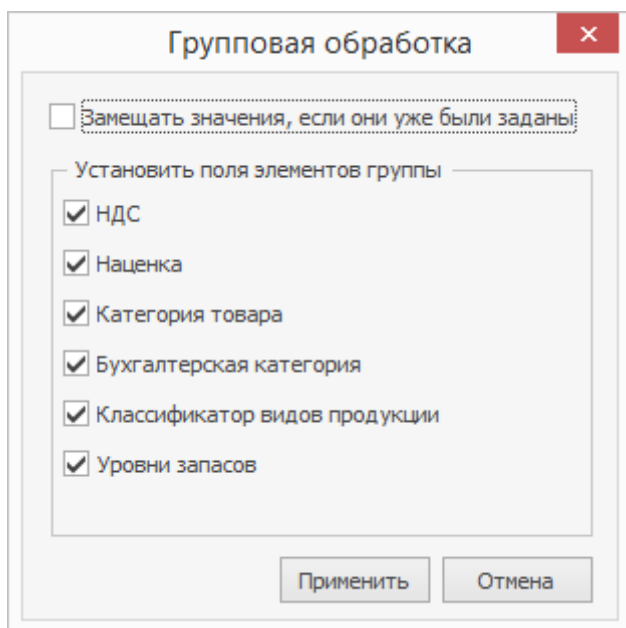 Групповая обработка
Замещать значения, если они уже были заданы
Установить поля элементов группы
НДС
Наценка
Категория товара
Бухгалтерская категория
Классификатор видов продукции
Уровни запасов
Применить Отмена